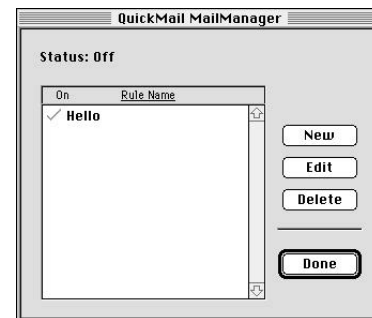 QuickMail MailManager
Status: Off
On Rule Name
Hello
New
Edit
Delete
Done